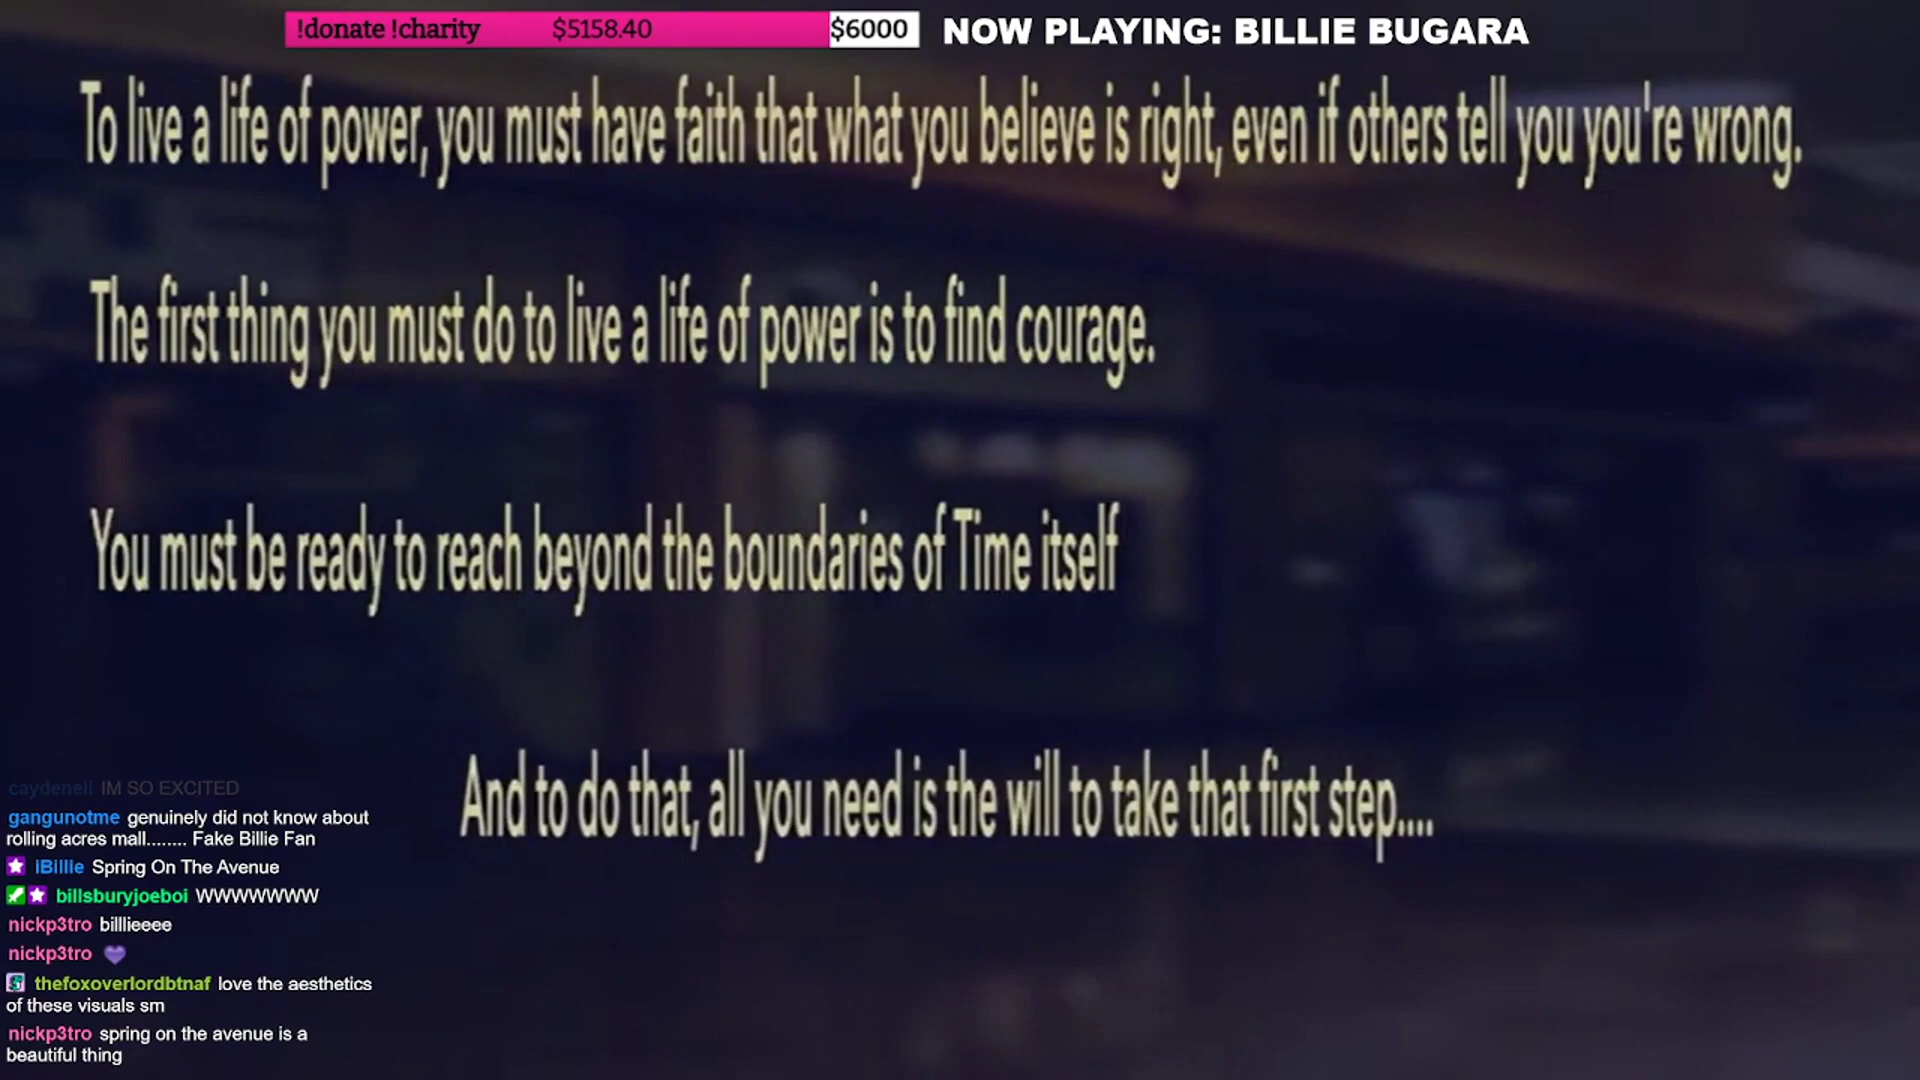 !donate !charity $5158.40 $6000 NOW PLAYING: BILLIE BUGARA
To live a life of power, you must have faith that what you believe is right, even if others tell you you're wrong.
The first thing you must do to live a life of power is to find courage.
You must be ready to reach beyond the boundaries of Time itself
And to do that, all you need is the will to take that first step....
caydeneli IM SO EXCITED
gangunotme genuinely did not know about
rolling acres mall........ Fake Billie Fan
iBillie Spring On The Avenue
billsburyjoeboi WWWWWWW
nickp3tro billlieeee
nickp3tro
thefoxoverlordbtnaf love the aesthetics
of these visuals sm
nickp3tro spring on the avenue is a
beautiful thing